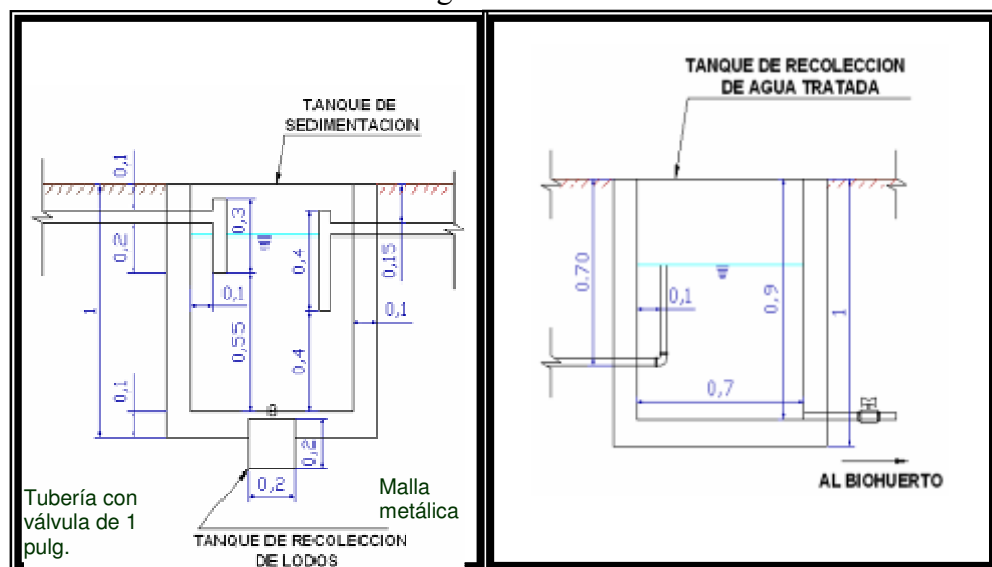 TANQUE DE
SEDIMENTACION
0,1
0,2
1
0,1
0,3
0,4
0,15
0,1
0,1
0,55
0,4
0,2
0,2
Tubería con
válvula de 1
pulg.
Malla
metálica
TANQUE DE RECOLECCION
DE LODOS
TANQUE DE RECOLECCION
DE AGUA TRATADA
0.70
0,1
0,9
1
0,7
AL BIOHUERTO